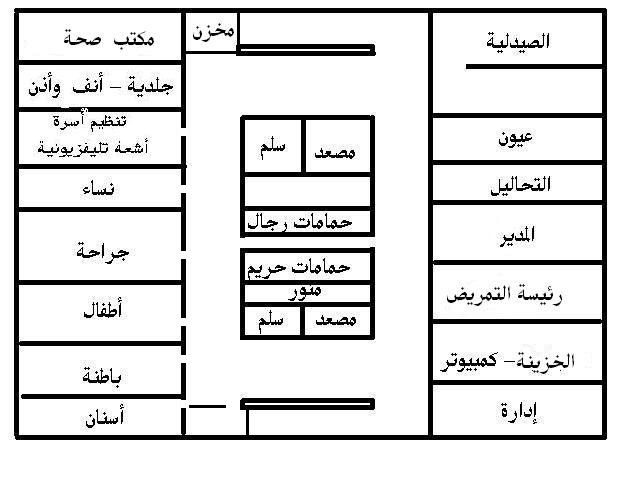 الصيدلية
عيون
التحاليل
المدير
رئيسة التمريض
الخزينة - كمبيوتر
إدارة
مخزن
مصعد
سلم
حمامات رجال
حمامات حريم
منور
مصعد
سلم
مكتب صحة
جلدية - أنف وأذن
تنظيم أسرة
أشعة تليفزيونية
نساء
جراحة
أطفال
باطنة
أسنان